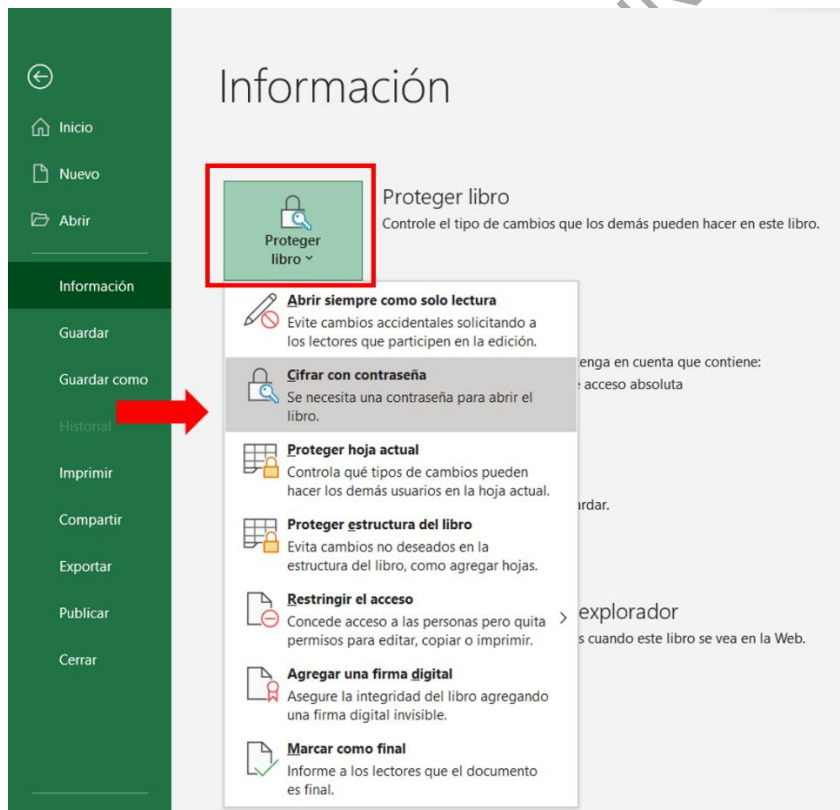 Información
Inicio
Nuevo
Abrir
Información
Guardar
Guardar como
Historial
Imprimir
Compartir
Exportar
Publicar
Cerrar
Proteger
libro
Proteger libro
Controle el tipo de cambios que los demás pueden hacer en este libro.
Abrir siempre como solo lectura
Evite cambios accidentales solicitando a
los lectores que participen en la edición.
Cifrar con contraseña
Se necesita una contraseña para abrir el
libro.
Proteger hoja actual
Controla qué tipos de cambios pueden
hacer los demás usuarios en la hoja actual.
Proteger estructura del libro
Evita cambios no deseados en la
estructura del libro, como agregar hojas.
Restringir el acceso
Concede acceso a las personas pero quita
permisos para editar, copiar o imprimir.
Agregar una firma digital
Asegure la integridad del libro agregando
una firma digital invisible.
Marcar como final
Informe a los lectores que el documento
es final.
en cuenta que contiene:
acceso absoluta
explorador
cuando este libro se vea en la Web.